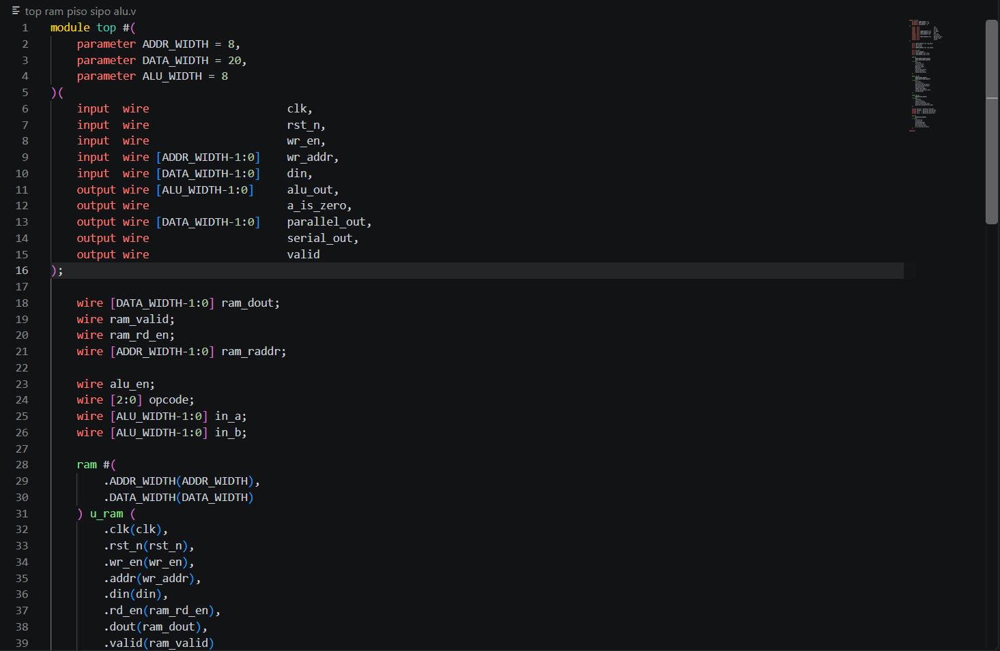 top ram piso sipo alu.v
1 module top #(
2     parameter ADDR_WIDTH = 8,
3     parameter DATA_WIDTH = 20,
4     parameter ALU_WIDTH = 8
5 )(
6     input  wire                     clk,
7     input  wire                     rst_n,
8     input  wire                     wr_en,
9     input  wire [ADDR_WIDTH-1:0]    wr_addr,
10     input  wire [DATA_WIDTH-1:0]    din,
11     output wire [ALU_WIDTH-1:0]     alu_out,
12     output wire                     a_is_zero,
13     output wire [DATA_WIDTH-1:0]    parallel_out,
14     output wire                     serial_out,
15     output wire                     valid
16 );
17
18     wire [DATA_WIDTH-1:0] ram_dout;
19     wire ram_valid;
20     wire ram_rd_en;
21     wire [ADDR_WIDTH-1:0] ram_raddr;
22
23     wire alu_en;
24     wire [2:0] opcode;
25     wire [ALU_WIDTH-1:0] in_a;
26     wire [ALU_WIDTH-1:0] in_b;
27
28     ram #(
29         .ADDR_WIDTH(ADDR_WIDTH),
30         .DATA_WIDTH(DATA_WIDTH)
31     ) u_ram (
32         .clk(clk),
33         .rst_n(rst_n),
34         .wr_en(wr_en),
35         .addr(wr_addr),
36         .din(din),
37         .rd_en(ram_rd_en),
38         .dout(ram_dout),
39         .valid(ram_valid)